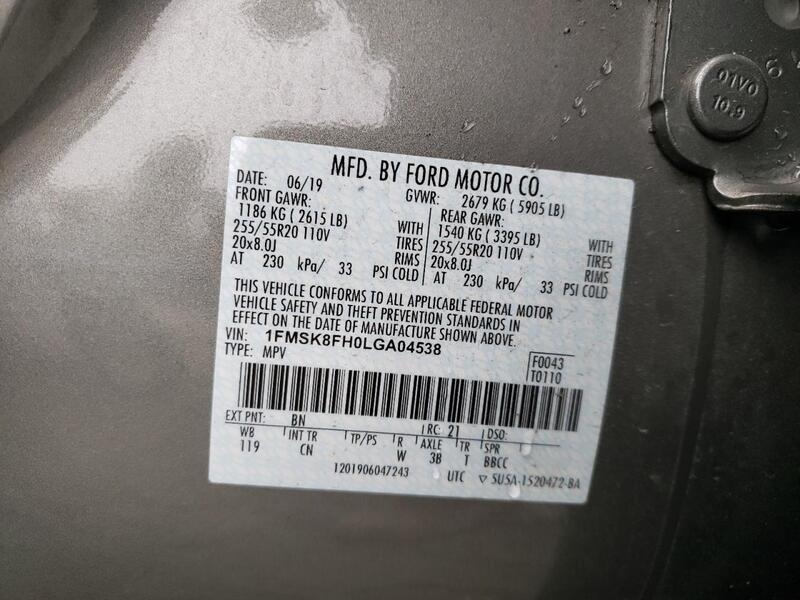 01VO
10.9
MFD. BY FORD MOTOR CO.
DATE: 06/19 GVWR: 2679 KG ( 5905 LB)
FRONT GAWR: REAR GAWR:
1186 KG ( 2615 LB) WITH 1540 KG ( 3395 LB) WITH
255/55R20 110V TIRES 255/55R20 110V TIRES
20x8.0J RIMS 20x8.0J RIMS
AT 230 kPa/ 33 PSI COLD AT 230 kPa/ 33 PSI COLD
THIS VEHICLE CONFORMS TO ALL APPLICABLE FEDERAL MOTOR
VEHICLE SAFETY AND THEFT PREVENTION STANDARDS IN
EFFECT ON THE DATE OF MANUFACTURE SHOWN ABOVE.
VIN: 1FMSK8FH0LGA04538
TYPE: MPV
F0043
T0110
EXT PNT: BN RC: 21 DSO:
WB INT TR TP/PS R AXLE TR SPR
119 CN W 3B T BBCC
1201906047243 UTC ▽ 5U5A-1520472-BA